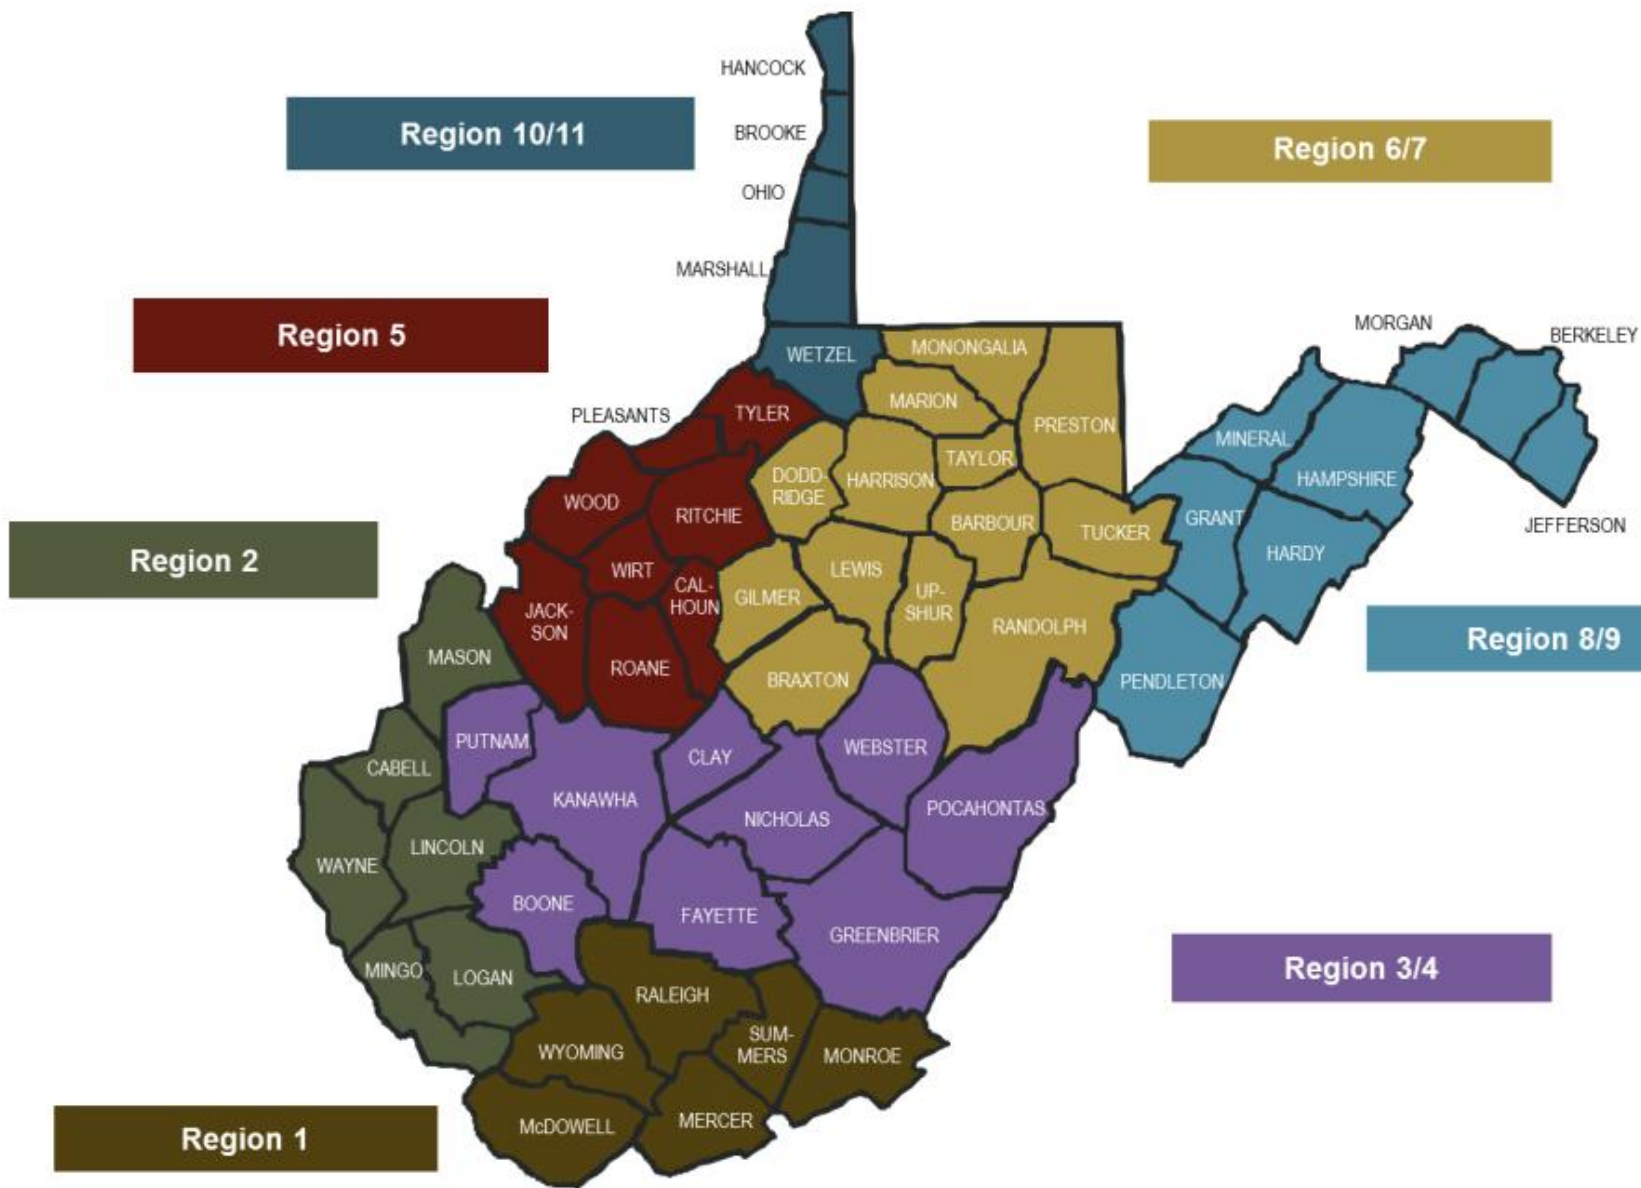 HANCOCK
Region 10/11
BROOKE
Region 6/7
OHIO
MARSHALL
Region 5
MORGAN
BERKELEY
WETZEL
MONONGALIA
PLEASANTS
TYLER
MARION
PRESTON
MINERAL
TAYLOR
DODD-
RIDGE
HARRISON
HAMPSHIRE
WOOD
RITCHIE
BARBOUR
TUCKER
GRANT
JEFFERSON
HARDY
Region 2
WIRT
CAL-
HOUN
GILMER
LEWIS
UP-
SHUR
RANDOLPH
JACK-
SON
Region 8/9
MASON
ROANE
BRAXTON
PENDLETON
PUTNAM
CLAY
WEBSTER
CABELL
KANAWHA
NICHOLAS
POCAHONTAS
LINCOLN
WAYNE
BOONE
FAYETTE
GREENBRIER
MINGO
LOGAN
Region 3/4
RALEIGH
SUM-
MERS
WYOMING
MONROE
McDOWELL
MERCER
Region 1